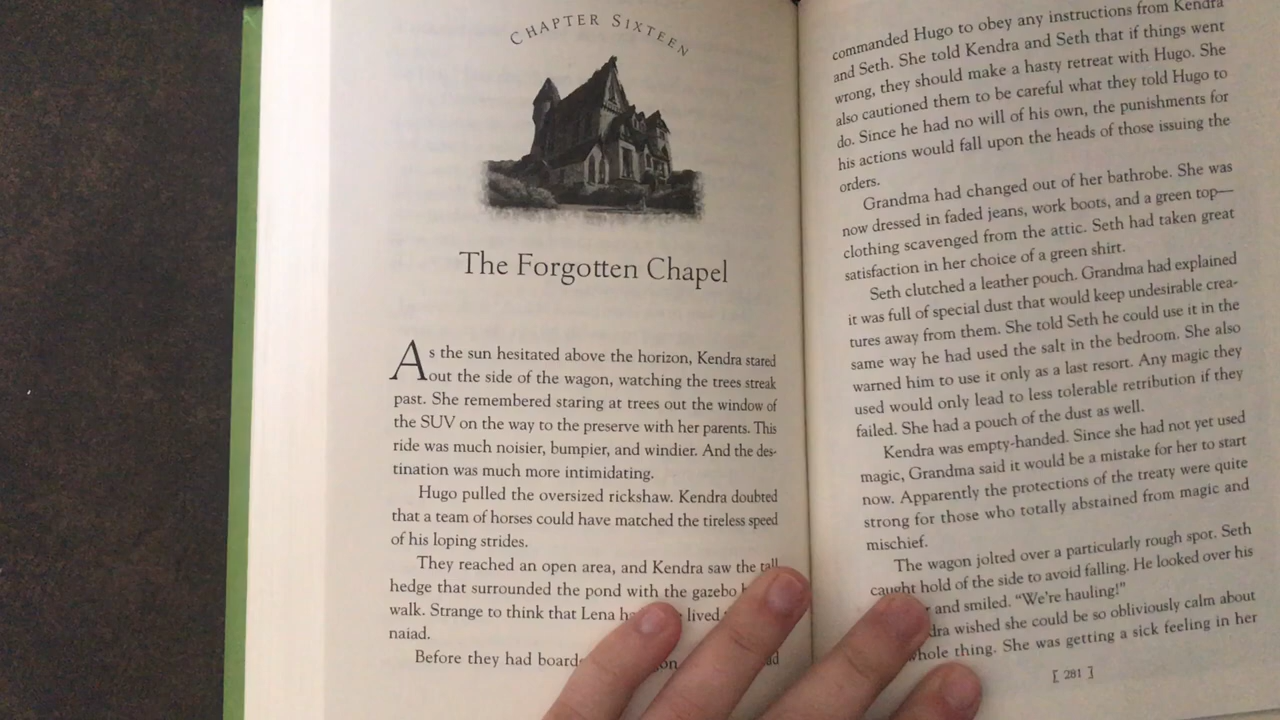 CHAPTER SIXTEEN
The Forgotten Chapel
As the sun hesitated above the horizon, Kendra stared
out the side of the wagon, watching the trees streak
past. She remembered staring at trees out the window of
the SUV on the way to the preserve with her parents. This
ride was much noisier, bumpier, and windier. And the des-
tination was much more intimidating.
Hugo pulled the oversized rickshaw. Kendra doubted
that a team of horses could have matched the tireless speed
of his loping strides.
They reached an open area, and Kendra saw the tall
hedge that surrounded the pond with the gazebo
walk. Strange to think that Lena lived
naiad.
Before they had
commanded Hugo to obey any instructions from Kendra
and Seth. She told Kendra and Seth that if things went
wrong, they should make a hasty retreat with Hugo. She
also cautioned them to be careful what they told Hugo to
do. Since he had no will of his own, the punishments for
his actions would fall upon the heads of those issuing the
orders.
Grandma had changed out of her bathrobe. She was
now dressed in faded jeans, work boots, and a green top—
clothing scavenged from the attic. Seth had taken great
satisfaction in her choice of a green shirt.
Seth clutched a leather pouch. Grandma had explained
it was full of special dust that would keep undesirable crea-
tures away from them. She told Seth he could use it in the
same way he had used the salt in the bedroom. She also
warned him to use it only as a last resort. Any magic they
used would only lead to less tolerable retribution if they
failed. She had a pouch of the dust as well.
Kendra was empty-handed. Since she had not yet used
magic, Grandma said it would be a mistake for her to start
now. Apparently the protections of the treaty were quite
strong for those who totally abstained from magic and
mischief.
The wagon jolted over a particularly rough spot. Seth
caught hold of the side to avoid falling. He looked over his
and smiled. "We're hauling!"
wished she could be so obliviously calm about
whole thing. She was getting a sick feeling in her
[ 281 ]